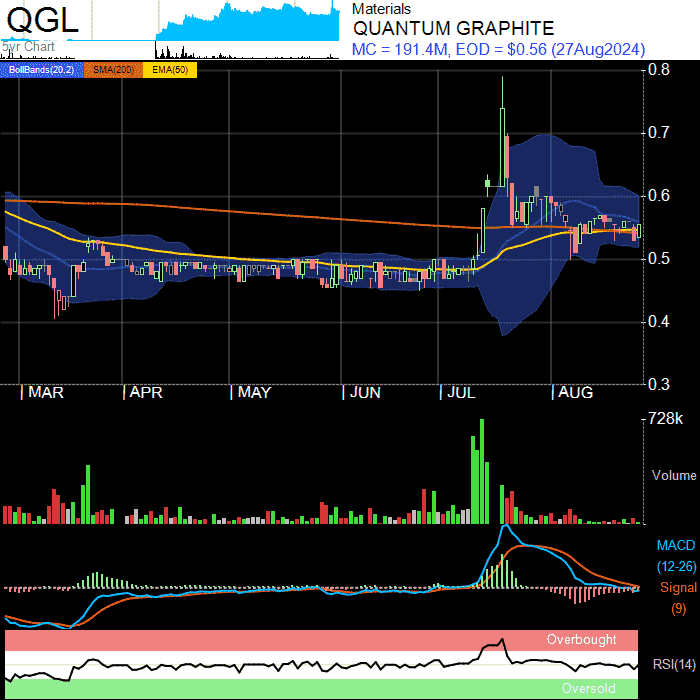 QGL
5yr Chart
Materials
QUANTUM GRAPHITE
MC = 191.4M, EOD = $0.56 (27Aug2024)
BollBands(20,2) SMA(200) EMA(50)
0.8
0.7
0.6
0.5
0.4
0.3
MAR APR MAY JUN JUL AUG
728k
Volume
MACD
(12-26)
Signal
(9)
Overbought
RSI(14)
Oversold